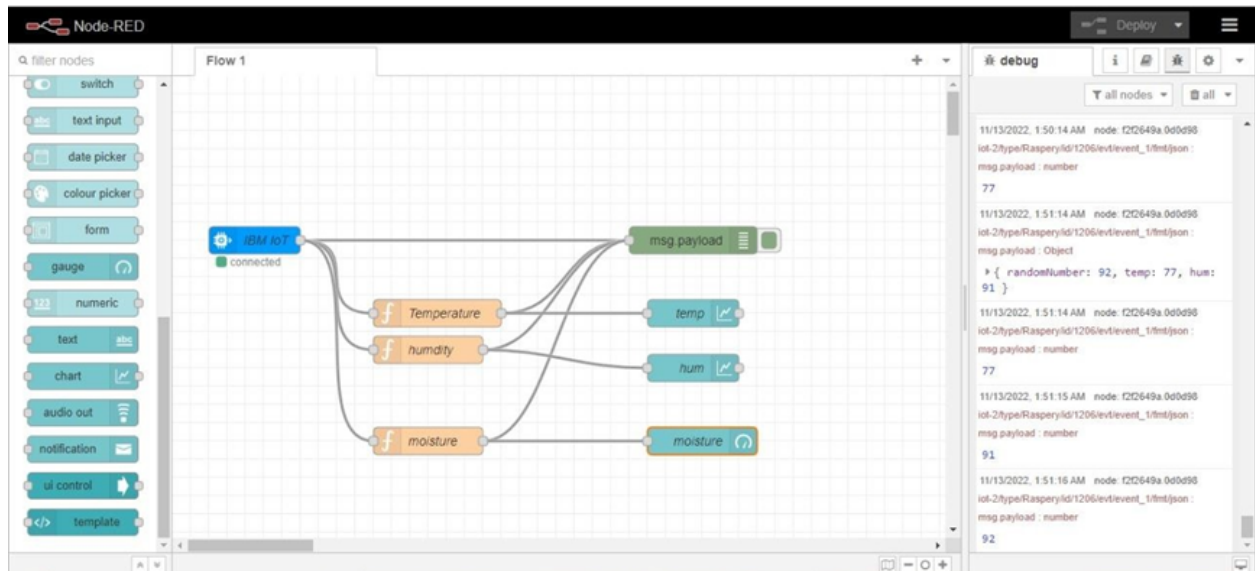 Node-RED
Deploy
filter nodes
Flow 1
debug
i
all nodes
all
switch
abc text input
date picker
colour picker
form
gauge
123 numeric
text abc
chart
audio out
notification
ui control
</> template
IBM IoT
connected
f Temperature
f humdity
f moisture
msg.payload
temp
hum
moisture
11/13/2022, 1:50:14 AM node: f2f2649a.0d0d98
iot-2/type/Raspery/id/1206/evt/event_1/fmt/json :
msg.payload : number
77
11/13/2022, 1:51:14 AM node: f2f2649a.0d0d98
iot-2/type/Raspery/id/1206/evt/event_1/fmt/json :
msg.payload : Object
{ randomNumber: 92, temp: 77, hum:
91 }
11/13/2022, 1:51:14 AM node: f2f2649a.0d0d98
iot-2/type/Raspery/id/1206/evt/event_1/fmt/json :
msg.payload : number
77
11/13/2022, 1:51:15 AM node: f2f2649a.0d0d98
iot-2/type/Raspery/id/1206/evt/event_1/fmt/json :
msg.payload : number
91
11/13/2022, 1:51:16 AM node: f2f2649a.0d0d98
iot-2/type/Raspery/id/1206/evt/event_1/fmt/json :
msg.payload : number
92